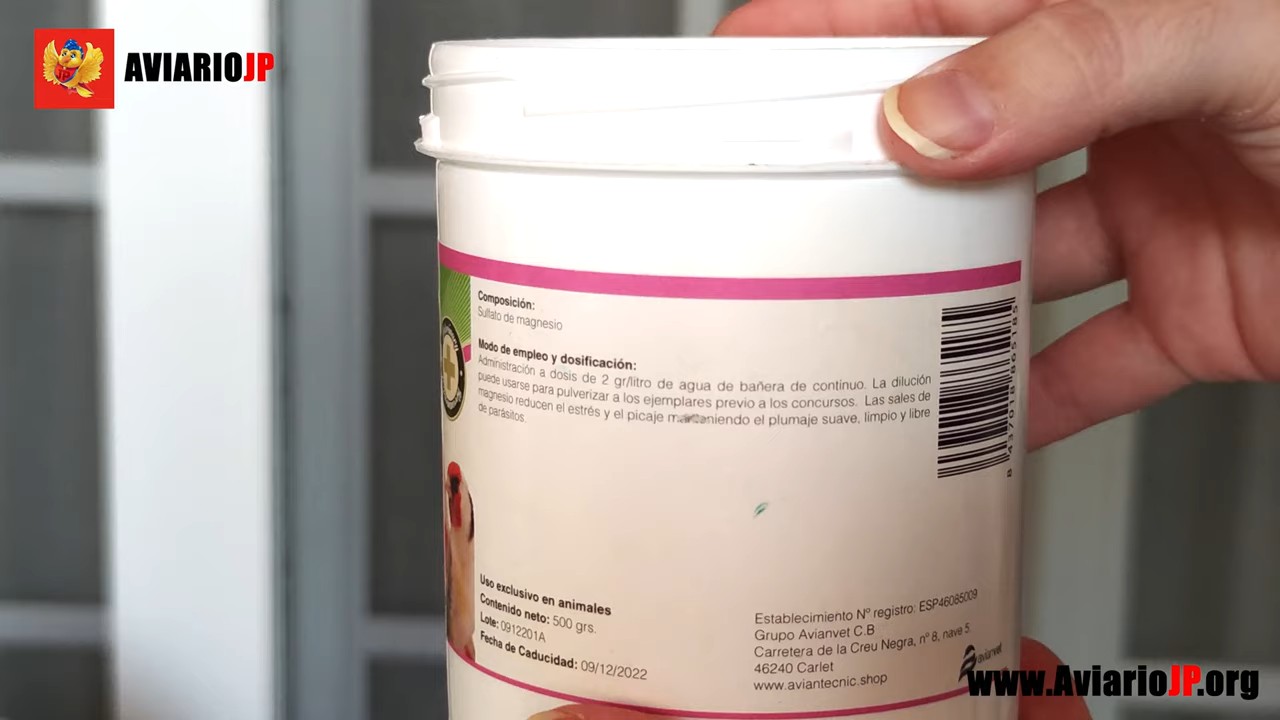 AVIARIOJP
Composición:
Sulfato de magnesio
Modo de empleo y dosificación:
Administración a dosis de 2 gr/litro de agua de bañera de continuo. La dilución
puede usarse para pulverizar a los ejemplares previo a los concursos. Las sales de
magnesio reducen el estrés y el picaje manteniendo el plumaje suave, limpio y libre
de parásitos.
8 437018 865185
Uso exclusivo en animales
Contenido neto: 500 grs.
Lote: 0912201A
Fecha de Caducidad: 09/12/2022
Establecimiento Nº registro: ESP46085009
Grupo Avianvet C.B
Carretera de la Creu Negra, nº 8, nave 5
46240 Carlet
www.aviantecnic.shop
avianvet
www.AviarioJP.org